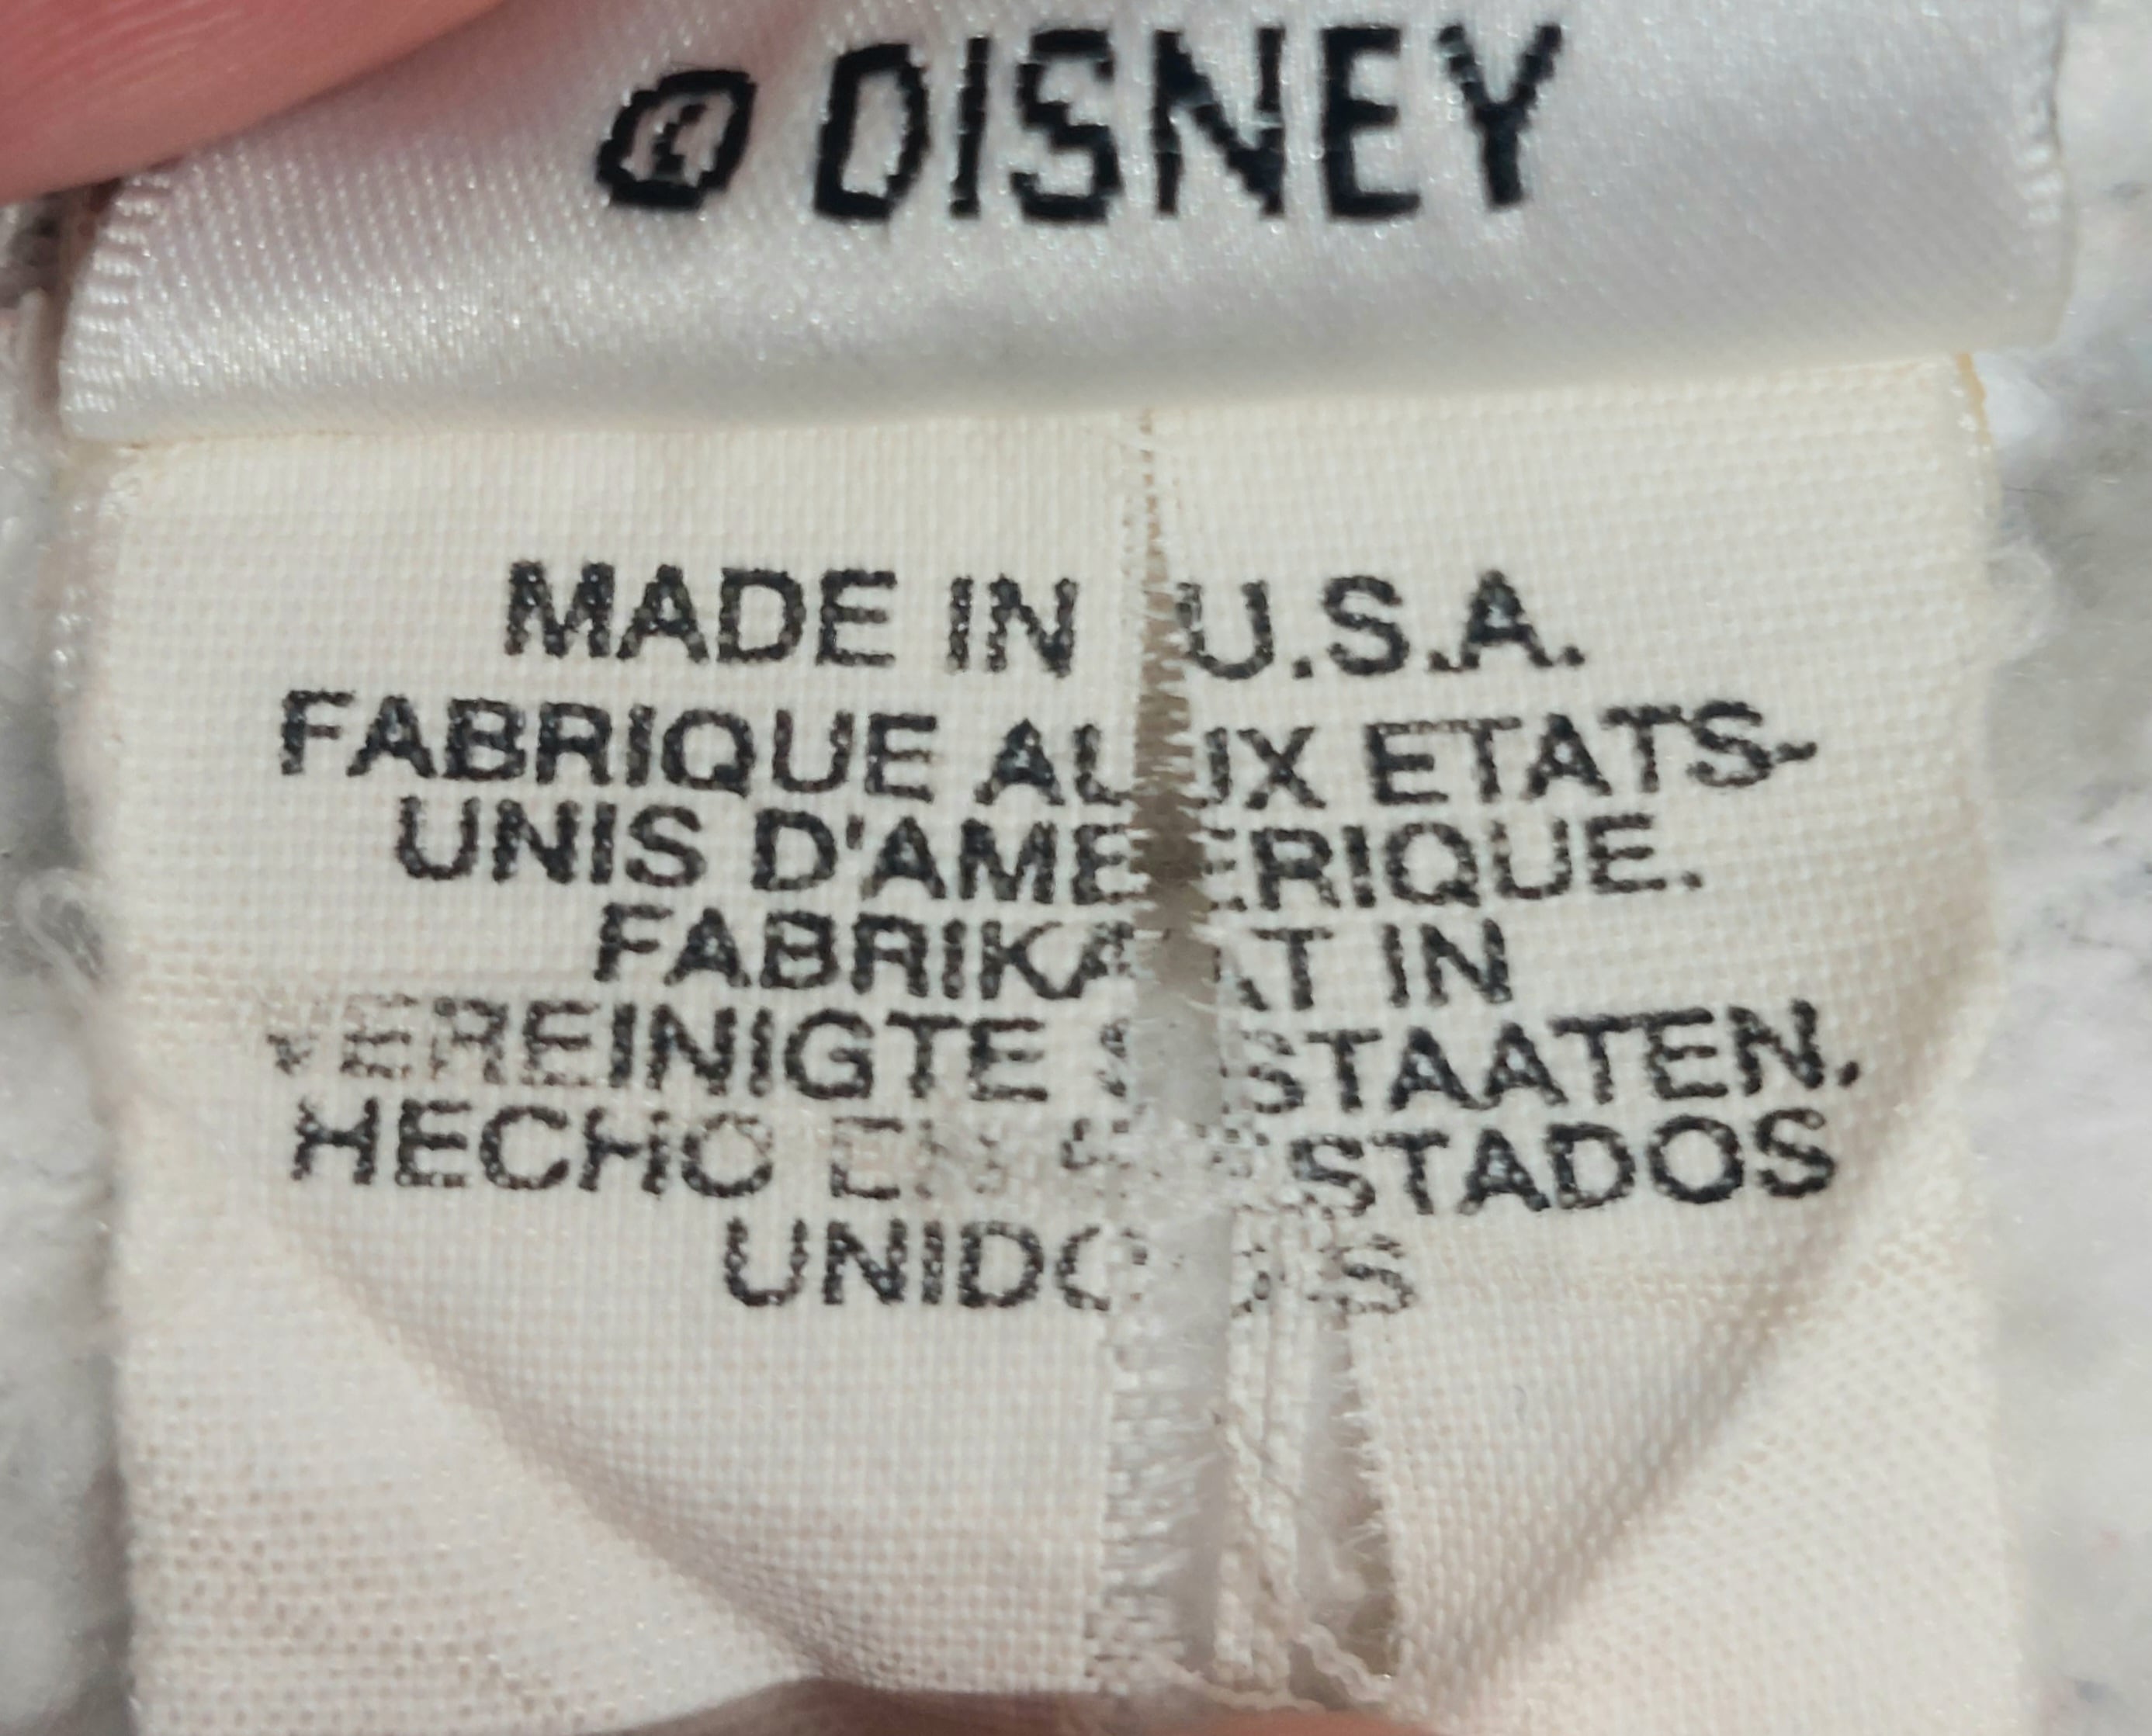 © DISNEY
MADE IN U.S.A.
FABRIQUE AUX ETATS-
UNIS D'AMERIQUE.
FABRIKAT IN
VEREINIGTE STAATEN.
HECHO EN ESTADOS
UNIDOS